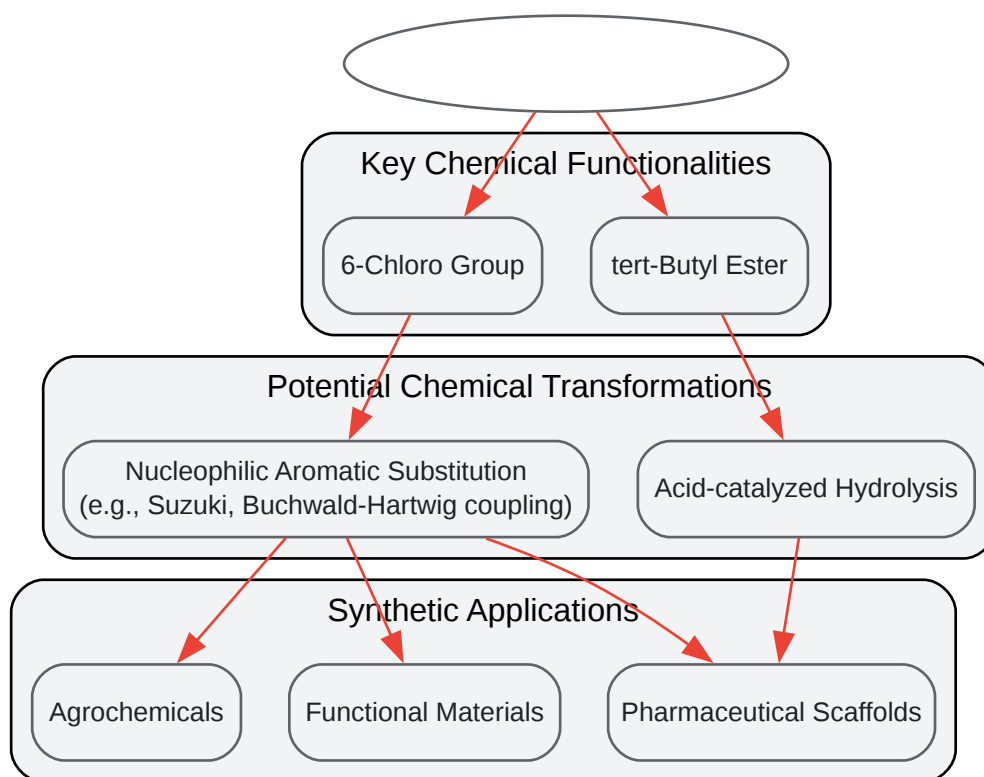 Key Chemical Functionalities
6-Chloro Group
tert-Butyl Ester
Potential Chemical Transformations
Nucleophilic Aromatic Substitution
(e.g., Suzuki, Buchwald-Hartwig coupling)
Acid-catalyzed Hydrolysis
Synthetic Applications
Agrochemicals
Functional Materials
Pharmaceutical Scaffolds